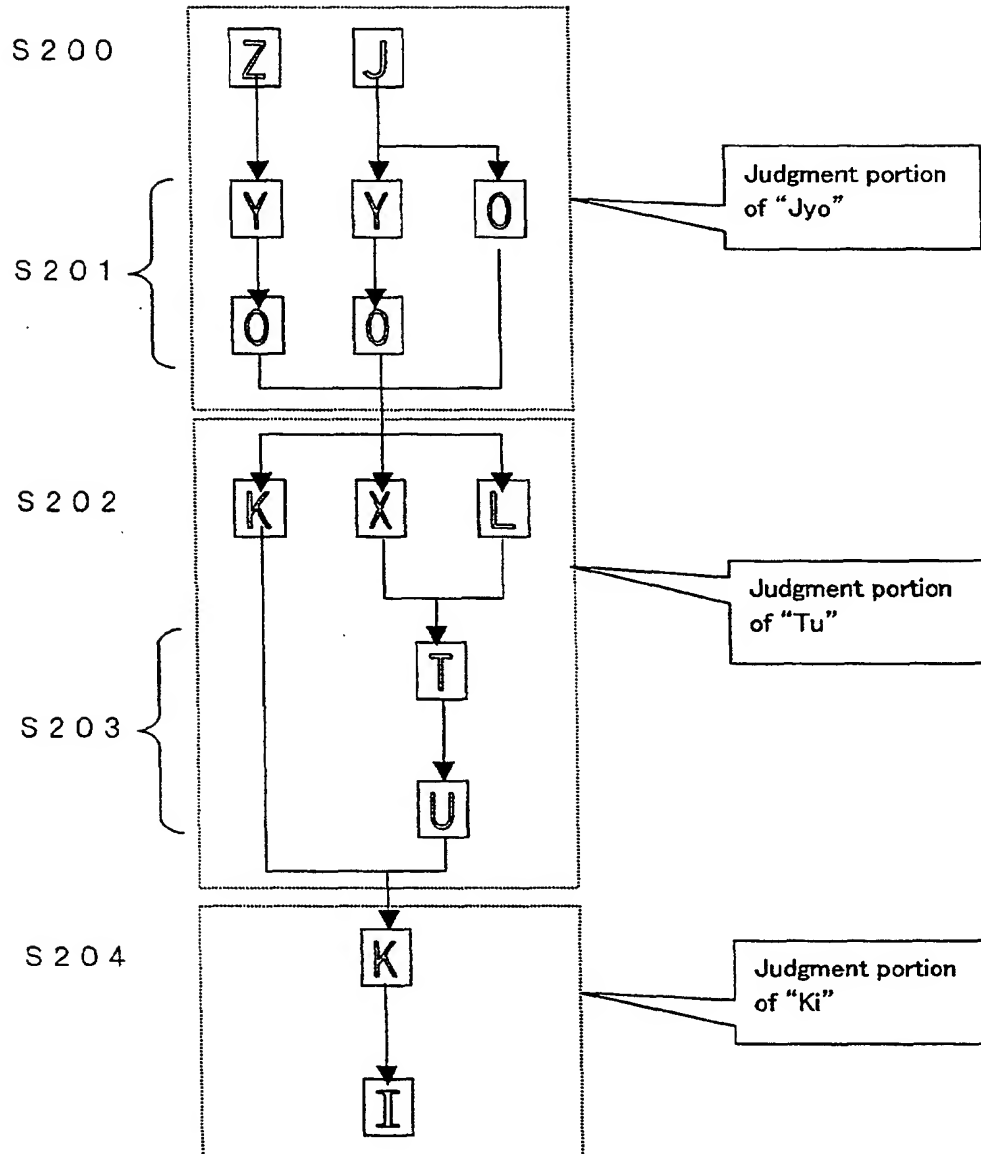 S200
Z J
Judgment portion
of "Jyo"
Y Y O
S201
O O
S202
K X L
Judgment portion
of "Tu"
T
S203
U
K
S204
Judgment portion
of "Ki"
I